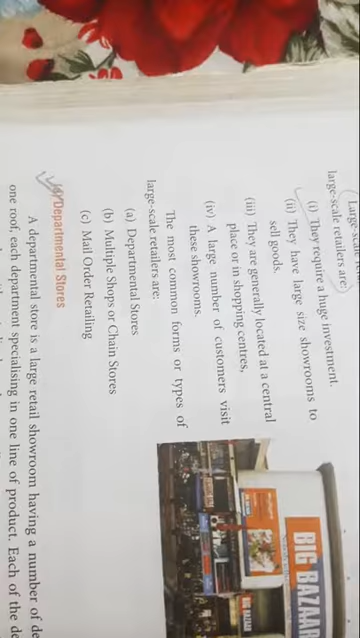 Large-scale
large-scale retailers are:
(i) They require a huge investment.
(ii) They have large size showrooms to
sell goods.
(iii) They are generally located at a central
place or in shopping centres,
(iv) A large number of customers visit
these showrooms.
The most common forms or types of
large-scale retailers are:
(a) Departmental Stores
(b) Multiple Shops or Chain Stores
(c) Mail Order Retailing
Departmental Stores
A departmental store is a large retail showroom having a number of de
one roof, each department specialising in one line of product. Each of the de
BIG BAZAA